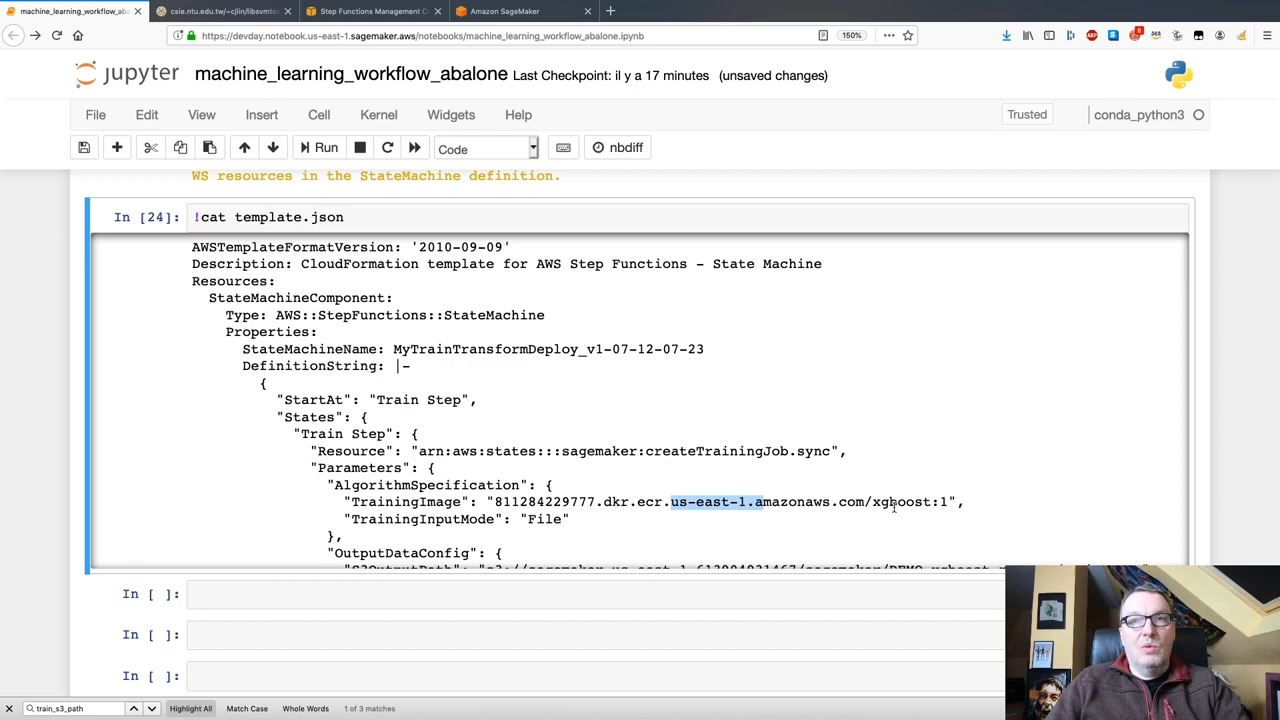 machine_learning_workflow_aba
csie.ntu.edu.tw/~cjlin/libsvmto
Step Functions Management C
Amazon SageMaker
https://devday.notebook.us-east-1.sagemaker.aws/notebooks/machine_learning_workflow_abalone.ipynb
150%
8
jupyter
machine_learning_workflow_abalone Last Checkpoint: il y a 17 minutes (unsaved changes)
File Edit View Insert Cell Kernel Widgets Help
Trusted
conda_python3
Run
Code
nbdiff
WS resources in the StateMachine definition.
In [24]: !cat template.json
AWSTemplateFormatVersion: '2010-09-09'
Description: CloudFormation template for AWS Step Functions - State Machine
Resources:
StateMachineComponent:
Type: AWS::StepFunctions::StateMachine
Properties:
StateMachineName: MyTrainTransformDeploy_v1-07-12-07-23
DefinitionString: |-
{
"StartAt": "Train Step",
"States": {
"Train Step": {
"Resource": "arn:aws:states:::sagemaker:createTrainingJob.sync",
"Parameters": {
"AlgorithmSpecification": {
"TrainingImage": "811284229777.dkr.ecr.us-east-1.amazonaws.com/xgboost:1",
"TrainingInputMode": "File"
},
"OutputDataConfig": {
In [ ]:
In [ ]:
In [ ]:
train_s3_path
Highlight All
Match Case
Whole Words
1 of 3 matches